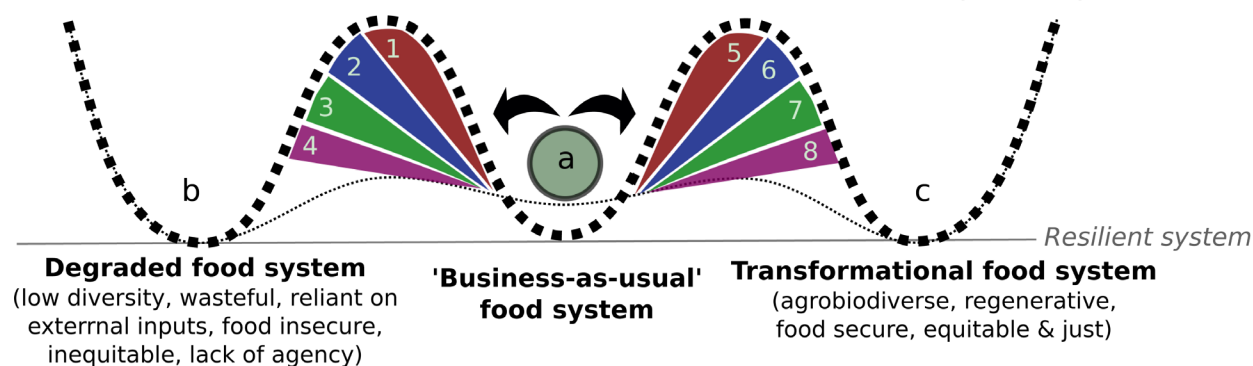 1
2
3
4
5
6
7
8
a
b
c
Resilient system
Degraded food system
(low diversity, wasteful, reliant on
exterrnal inputs, food insecure,
inequitable, lack of agency)
'Business-as-usual'
food system
Transformational food system
(agrobiodiverse, regenerative,
food secure, equitable & just)